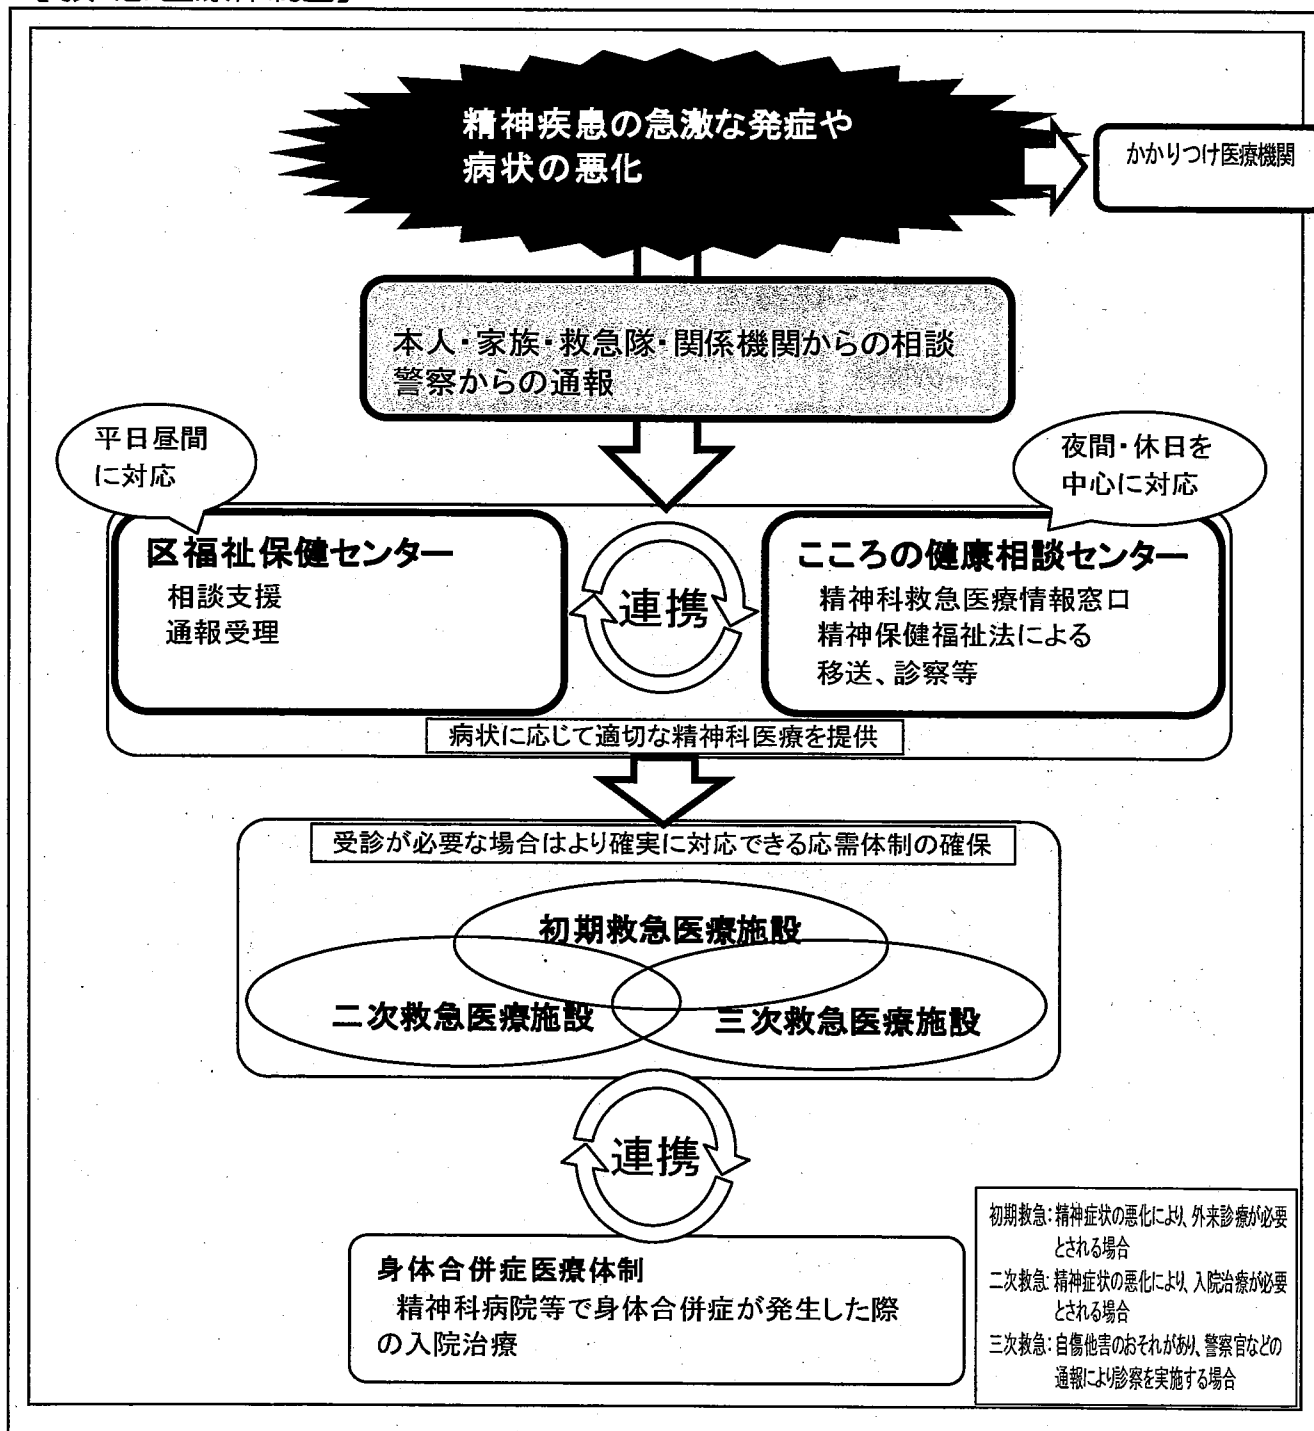 精神疾患の急激な発症や
病状の悪化
かかりつけ医療機関
本人・家族・救急隊・関係機関からの相談
警察からの通報
平日昼間
に対応
夜間・休日を
中心に対応
区福祉保健センター
相談支援
通報受理
連携
こころの健康相談センター
精神科救急医療情報窓口
精神保健福祉法による
移送、診察等
病状に応じて適切な精神科医療を提供
受診が必要な場合はより確実に対応できる応需体制の確保
初期救急医療施設
二次救急医療施設
三次救急医療施設
連携
身体合併症医療体制
精神科病院等で身体合併症が発生した際
の入院治療
初期救急:精神症状の悪化により、外来診療が必要
とされる場合
二次救急:精神症状の悪化により、入院治療が必要
とされる場合
三次救急:自傷他害のおそれがあり、警察官などの
通報により診察を実施する場合